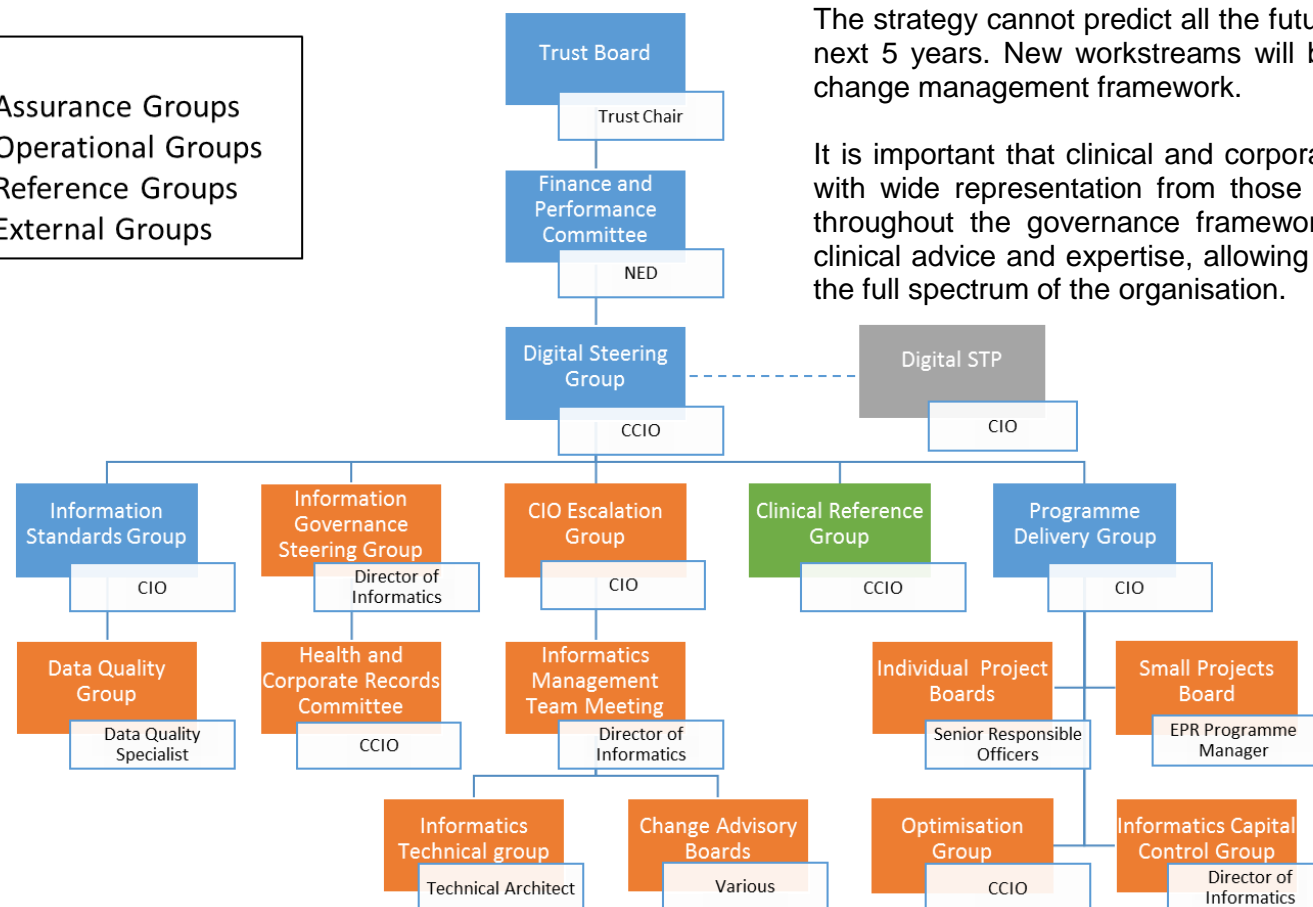 Assurance Groups
Operational Groups
Reference Groups
External Groups
The strategy cannot predict all the
next 5 years. New workstreams will
change management framework.
It is important that clinical and
with wide representation from those
throughout the governance
clinical advice and expertise, allowing
the full spectrum of the organisation.
Trust Board
Trust Chair
Finance and
Performance
Committee
NED
Digital Steering
Group
CCIO
Digital STP
CIO
Information
Standards Group
CIO
Information
Governance
Steering Group
Director of
Informatics
CIO Escalation
Group
CIO
Clinical Reference
Group
CCIO
Programme
Delivery Group
CIO
Data Quality
Group
Data Quality
Specialist
Health and
Corporate Records
Committee
CCIO
Informatics
Management
Team Meeting
Director of
Informatics
Individual Project
Boards
Senior Responsible
Officers
Small Projects
Board
EPR Programme
Manager
Informatics
Technical group
Technical Architect
Change Advisory
Boards
Various
Optimisation
Group
CCIO
Informatics Capital
Control Group
Director of
Informatics